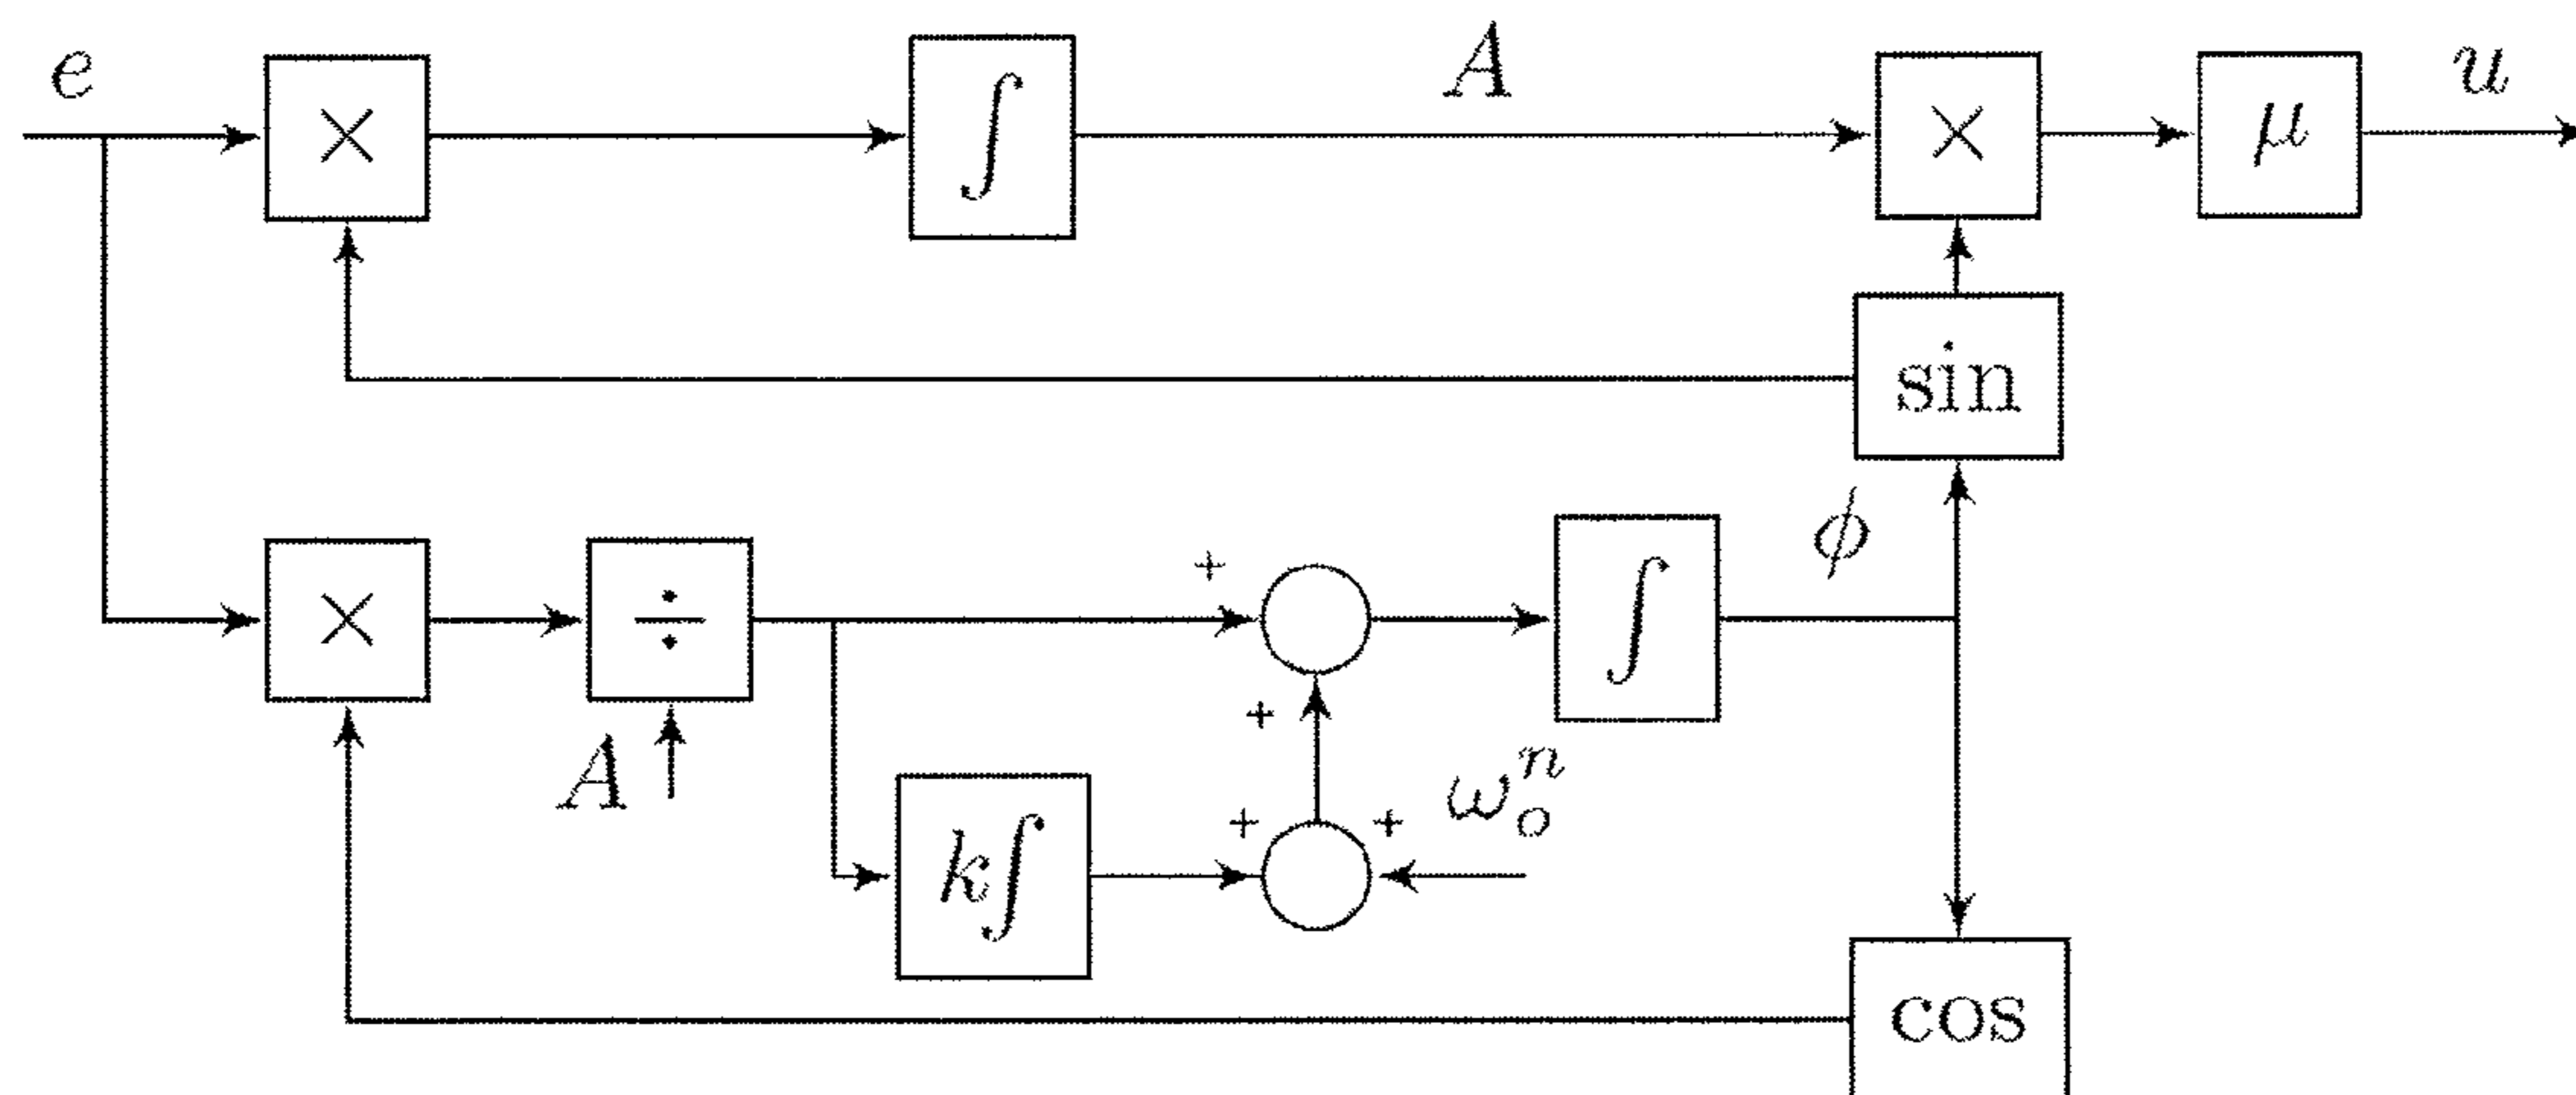 e × ∫ A × μ u
sin
× ÷ + ∫ ϕ
A k∫ + + + ω_o^n
cos